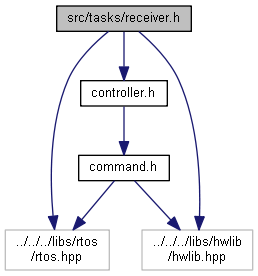 src/tasks/receiver.h
controller.h
command.h
../../../libs/rtos
/rtos.hpp
../../../libs/hwlib
/hwlib.hpp